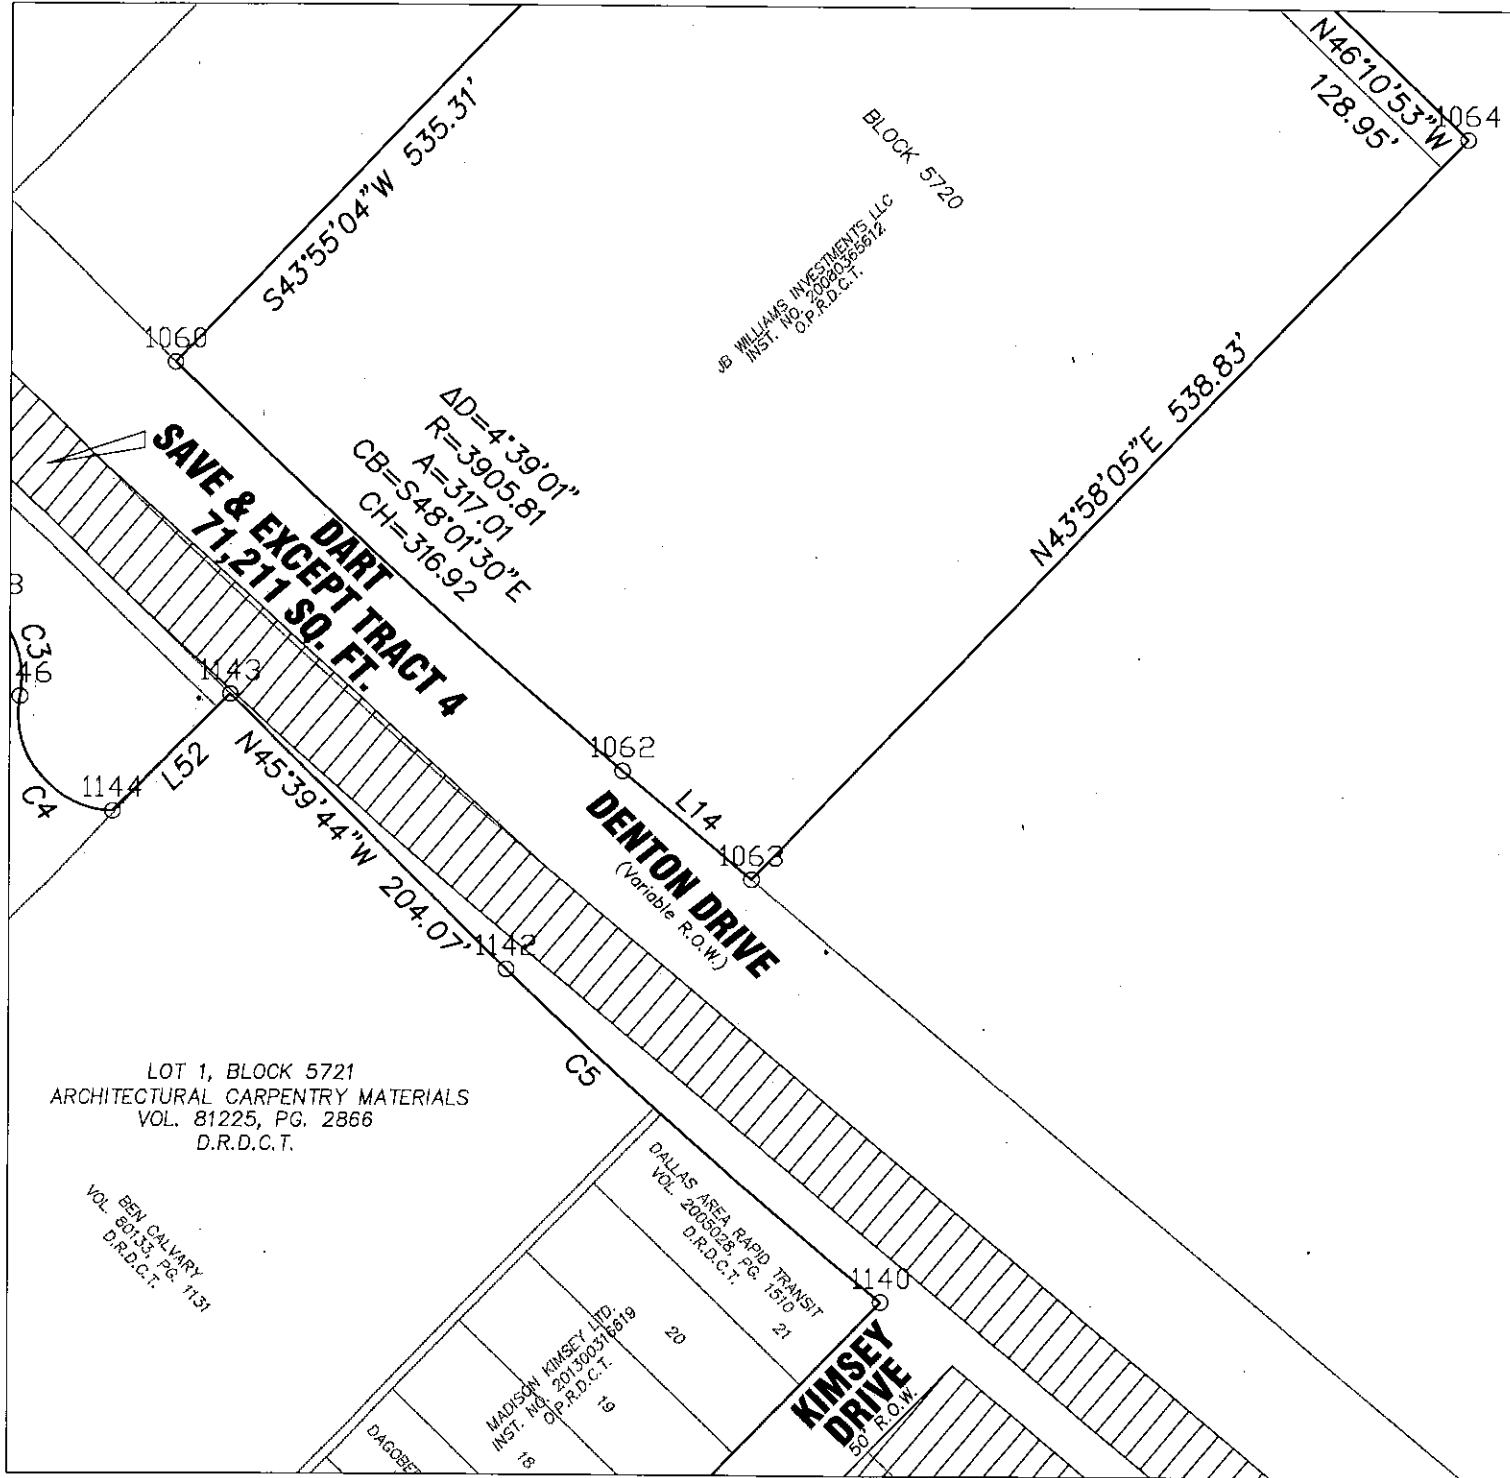 N46°10'53"W
128.95'
1064
S43°55'04"W 535.31'
BLOCK 5720
JB WILLIAMS INVESTMENTS LLC
INST. NO. 20080365612
O.P.R.D.C.T.
1060
ΔD=4°39'01"
R=3905.81
A=317.01
CB=S48°01'30"E
CH=316.92
N43°58'05"E 538.83'
DART
SAVE & EXCEPT TRACT 4
71,211 SQ. FT.
C3
46
1143
L52
1144
C4
N45°39'44"W 204.07'
1062
L14
1063
DENTON DRIVE
(Variable R.O.W.)
1142
C5
LOT 1, BLOCK 5721
ARCHITECTURAL CARPENTRY MATERIALS
VOL. 81225, PG. 2866
D.R.D.C.T.
BEN CALVARY
VOL. 80133, PG. 1131
D.R.D.C.T.
DALLAS AREA RAPID TRANSIT
VOL. 2005028, PG. 1510
D.R.D.C.T.
21
1140
20
MADISON KIMSEY LTD.
INST. NO. 201300316619
O.P.R.D.C.T.
19
18
KIMSEY
DRIVE
50' R.O.W.